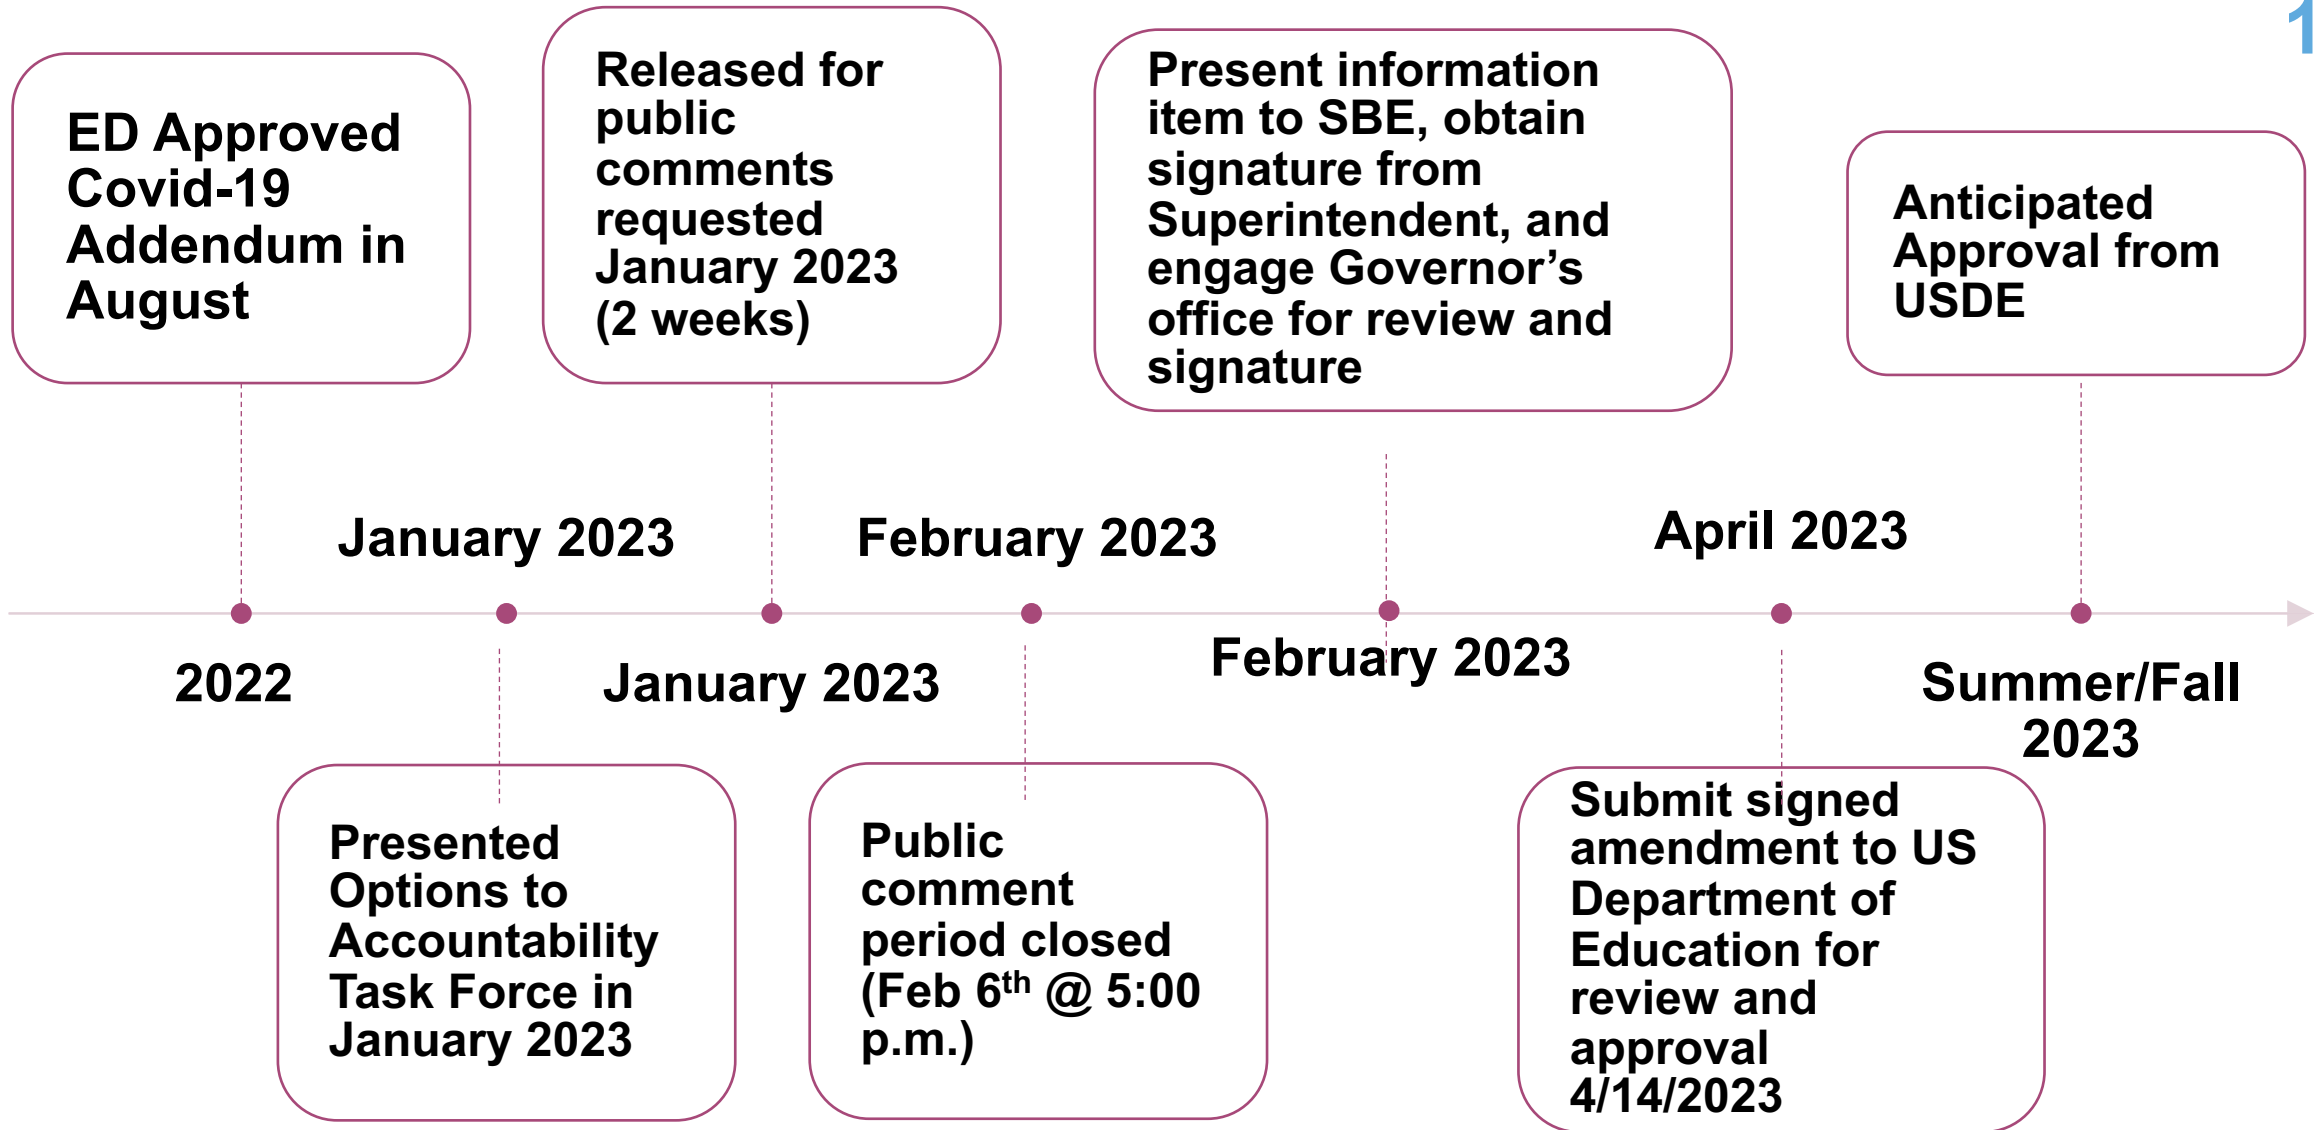 1
ED Approved
Covid-19
Addendum in
August
Released for
public
comments
requested
January 2023
(2 weeks)
Present information
item to SBE, obtain
signature from
Superintendent, and
engage Governor’s
office for review and
signature
Anticipated
Approval from
USDE
January 2023
February 2023
April 2023
2022
January 2023
February 2023
Summer/Fall
2023
Presented
Options to
Accountability
Task Force in
January 2023
Public
comment
period closed
(Feb 6th @ 5:00
p.m.)
Submit signed
amendment to US
Department of
Education for
review and
approval
4/14/2023